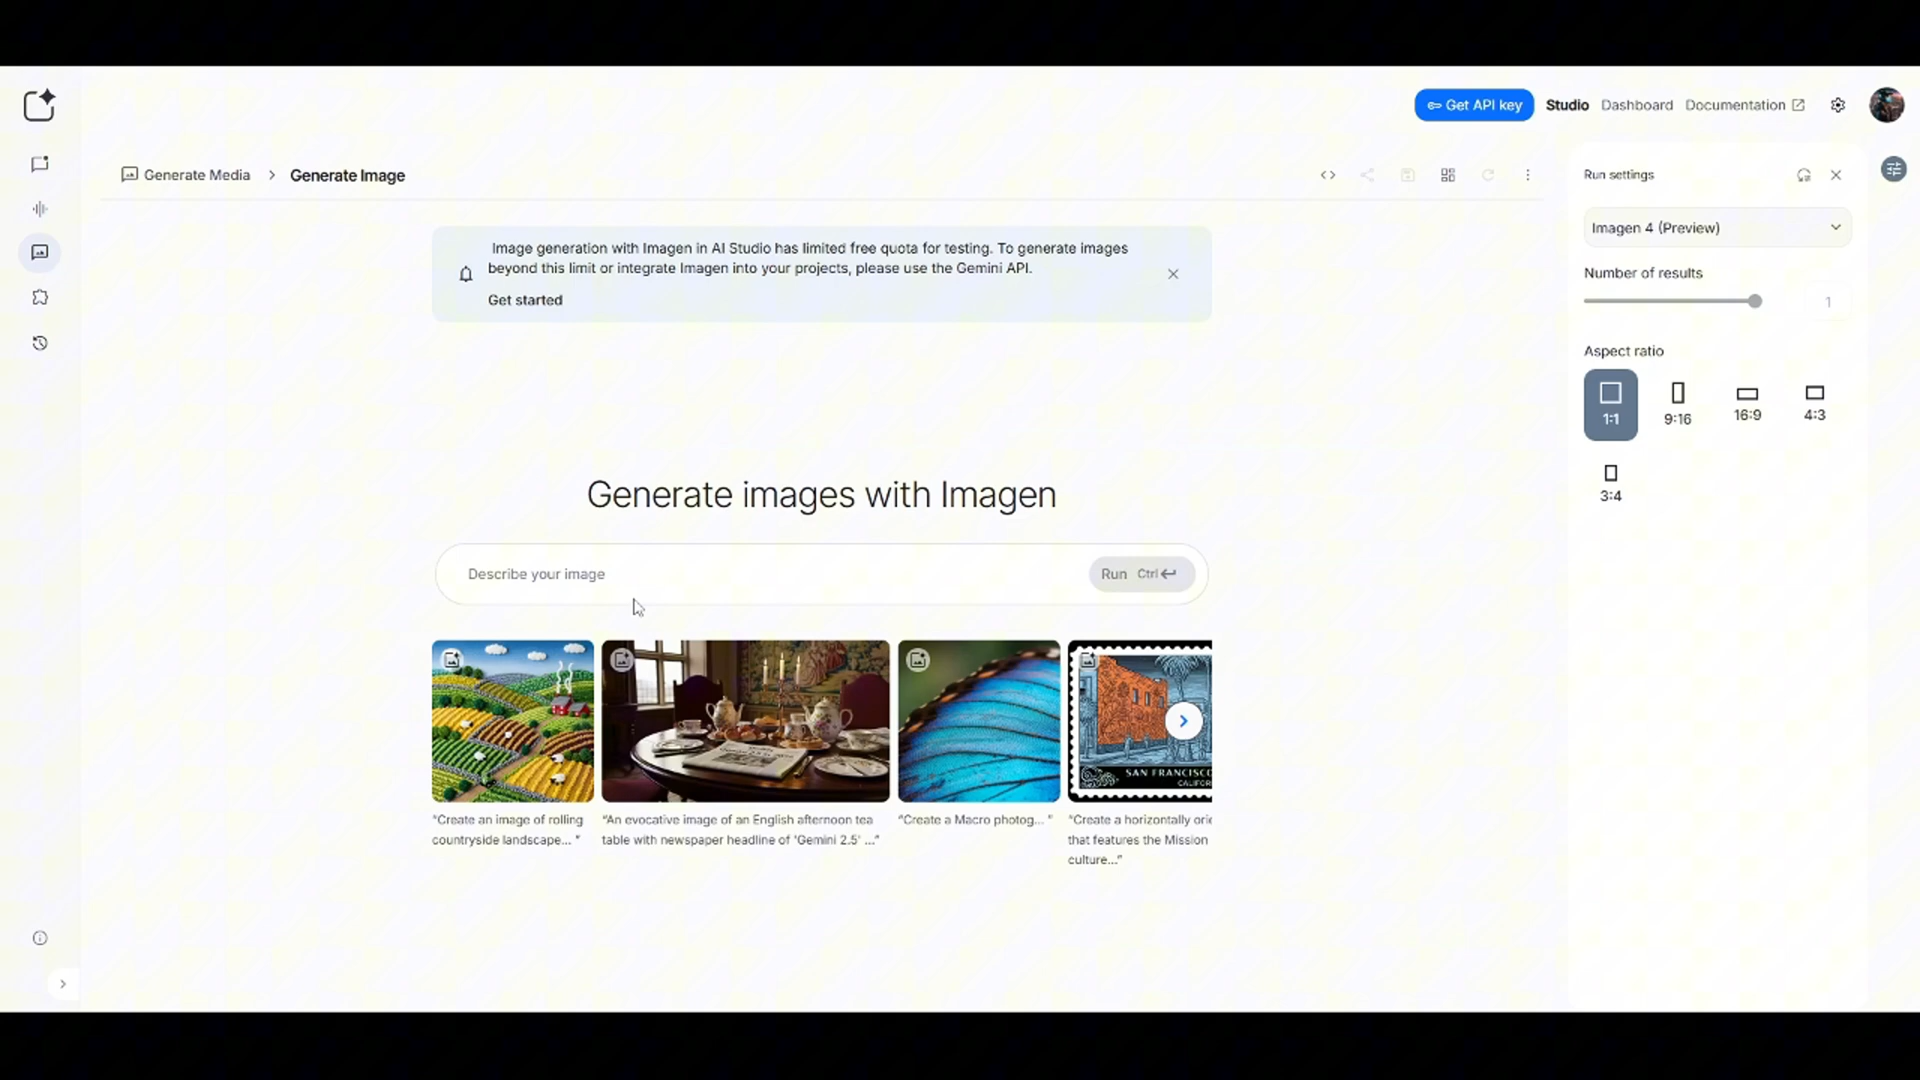 Get API key
Studio
Dashboard
Documentation
Generate Media
Generate Image
Run settings
Image generation with Imagen in AI Studio has limited free quota for testing. To generate images
beyond this limit or integrate Imagen into your projects, please use the Gemini API.
Get started
Imagen 4 (Preview)
Number of results
1
Aspect ratio
1:1
9:16
16:9
4:3
3:4
Generate images with Imagen
Describe your image
Run Ctrl
SAN FRANCISCO
"Create an image of rolling
countryside landscape... "
"An evocative image of an English afternoon tea
table with newspaper headline of 'Gemini 2.5' ..."
"Create a Macro photog... "
"Create a horizontally orie
that features the Mission
culture..."